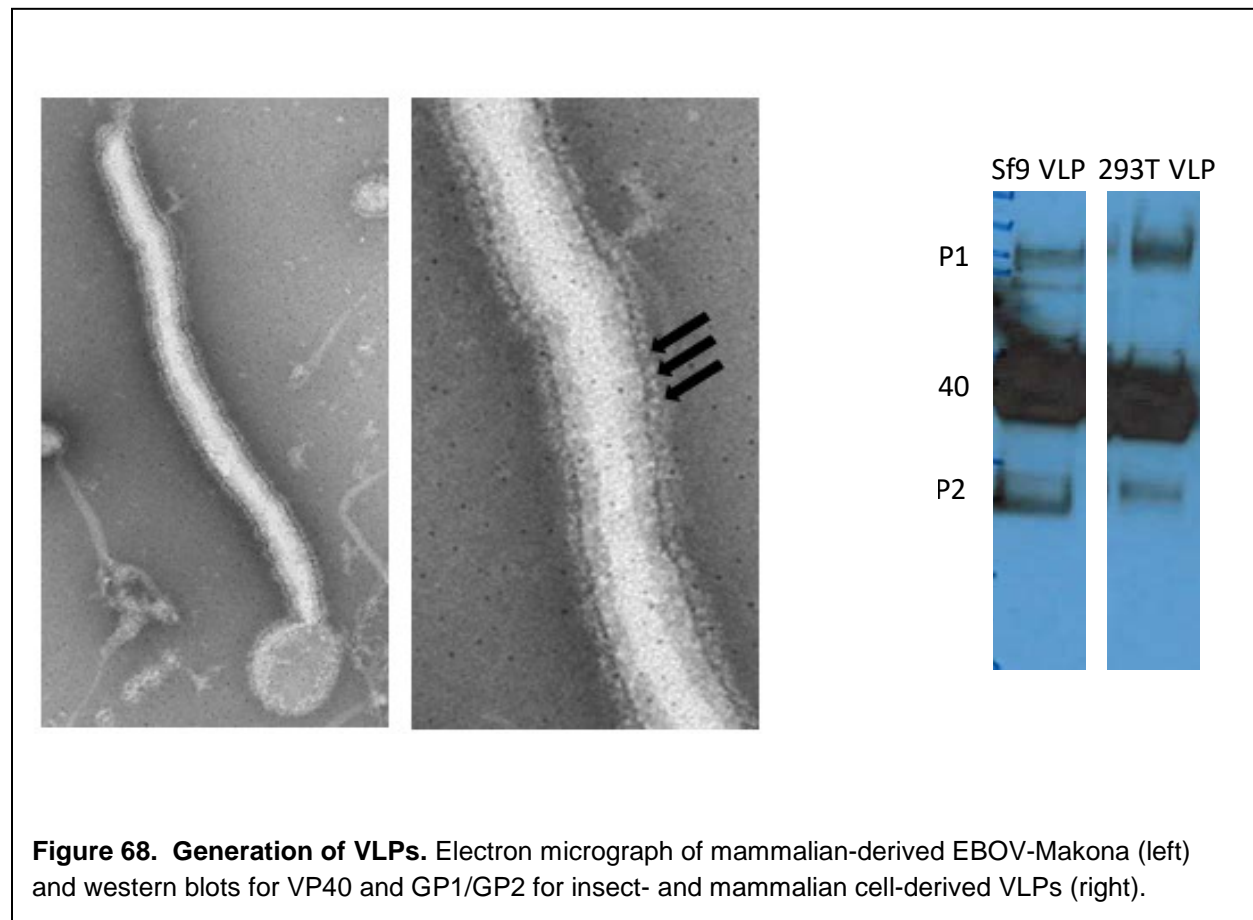 Sf9 VLP 293T VLP
P1
40
P2
Figure 68. Generation of VLPs. Electron micrograph of mammalian-derived EBOV-Makona (left)
and western blots for VP40 and GP1/GP2 for insect- and mammalian cell-derived VLPs (right).